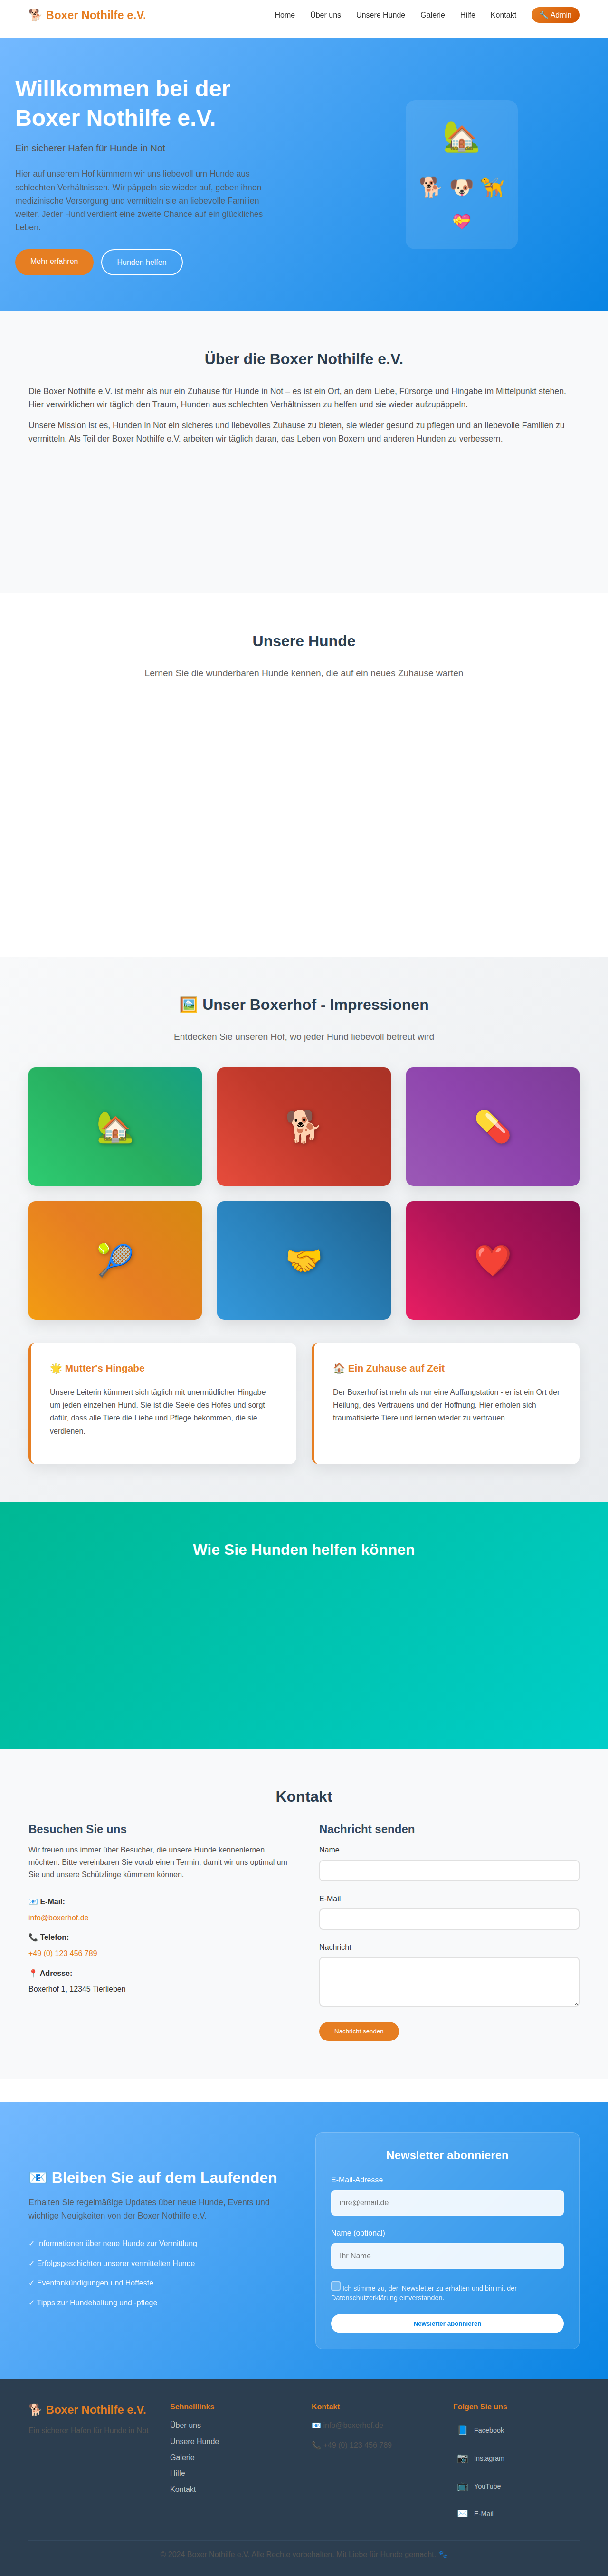 Boxer Nothilfe e.V.
Home Über uns Unsere Hunde Galerie Hilfe Kontakt Admin
Willkommen bei der
Boxer Nothilfe e.V.
Ein sicherer Hafen für Hunde in Not
Hier auf unserem Hof kümmern wir uns liebevoll um Hunde aus
schlechten Verhältnissen. Wir päppeln sie wieder auf, geben ihnen
medizinische Versorgung und vermitteln sie an liebevolle Familien
weiter. Jeder Hund verdient eine zweite Chance auf ein glückliches
Leben.
Mehr erfahren Hunden helfen
Über die Boxer Nothilfe e.V.
Die Boxer Nothilfe e.V. ist mehr als nur ein Zuhause für Hunde in Not – es ist ein Ort, an dem Liebe, Fürsorge und Hingabe im Mittelpunkt stehen.
Hier verwirklichen wir täglich den Traum, Hunden aus schlechten Verhältnissen zu helfen und sie wieder aufzupäppeln.
Unsere Mission ist es, Hunden in Not ein sicheres und liebevolles Zuhause zu bieten, sie wieder gesund zu pflegen und an liebevolle Familien zu
vermitteln. Als Teil der Boxer Nothilfe e.V. arbeiten wir täglich daran, das Leben von Boxern und anderen Hunden zu verbessern.
Unsere Hunde
Lernen Sie die wunderbaren Hunde kennen, die auf ein neues Zuhause warten
Unser Boxerhof - Impressionen
Entdecken Sie unseren Hof, wo jeder Hund liebevoll betreut wird
Mutter's Hingabe
Unsere Leiterin kümmert sich täglich mit unermüdlicher Hingabe
um jeden einzelnen Hund. Sie ist die Seele des Hofes und sorgt
dafür, dass alle Tiere die Liebe und Pflege bekommen, die sie
verdienen.
Ein Zuhause auf Zeit
Der Boxerhof ist mehr als nur eine Auffangstation - er ist ein Ort der
Heilung, des Vertrauens und der Hoffnung. Hier erholen sich
traumatisierte Tiere und lernen wieder zu vertrauen.
Wie Sie Hunden helfen können
Kontakt
Besuchen Sie uns
Wir freuen uns immer über Besucher, die unsere Hunde kennenlernen
möchten. Bitte vereinbaren Sie vorab einen Termin, damit wir uns optimal um
Sie und unsere Schützlinge kümmern können.
E-Mail:
info@boxerhof.de
Telefon:
+49 (0) 123 456 789
Adresse:
Boxerhof 1, 12345 Tierlieben
Nachricht senden
Name
E-Mail
Nachricht
Nachricht senden
Bleiben Sie auf dem Laufenden
Erhalten Sie regelmäßige Updates über neue Hunde, Events und
wichtige Neuigkeiten von der Boxer Nothilfe e.V.
✓ Informationen über neue Hunde zur Vermittlung
✓ Erfolgsgeschichten unserer vermittelten Hunde
✓ Eventankündigungen und Hoffeste
✓ Tipps zur Hundehaltung und -pflege
Newsletter abonnieren
E-Mail-Adresse
ihre@email.de
Name (optional)
Ihr Name
Ich stimme zu, den Newsletter zu erhalten und bin mit der
Datenschutzerklärung einverstanden.
Newsletter abonnieren
Boxer Nothilfe e.V.
Ein sicherer Hafen für Hunde in Not
Schnelllinks
Über uns
Unsere Hunde
Galerie
Hilfe
Kontakt
Kontakt
info@boxerhof.de
+49 (0) 123 456 789
Folgen Sie uns
Facebook
Instagram
YouTube
E-Mail
© 2024 Boxer Nothilfe e.V. Alle Rechte vorbehalten. Mit Liebe für Hunde gemacht.